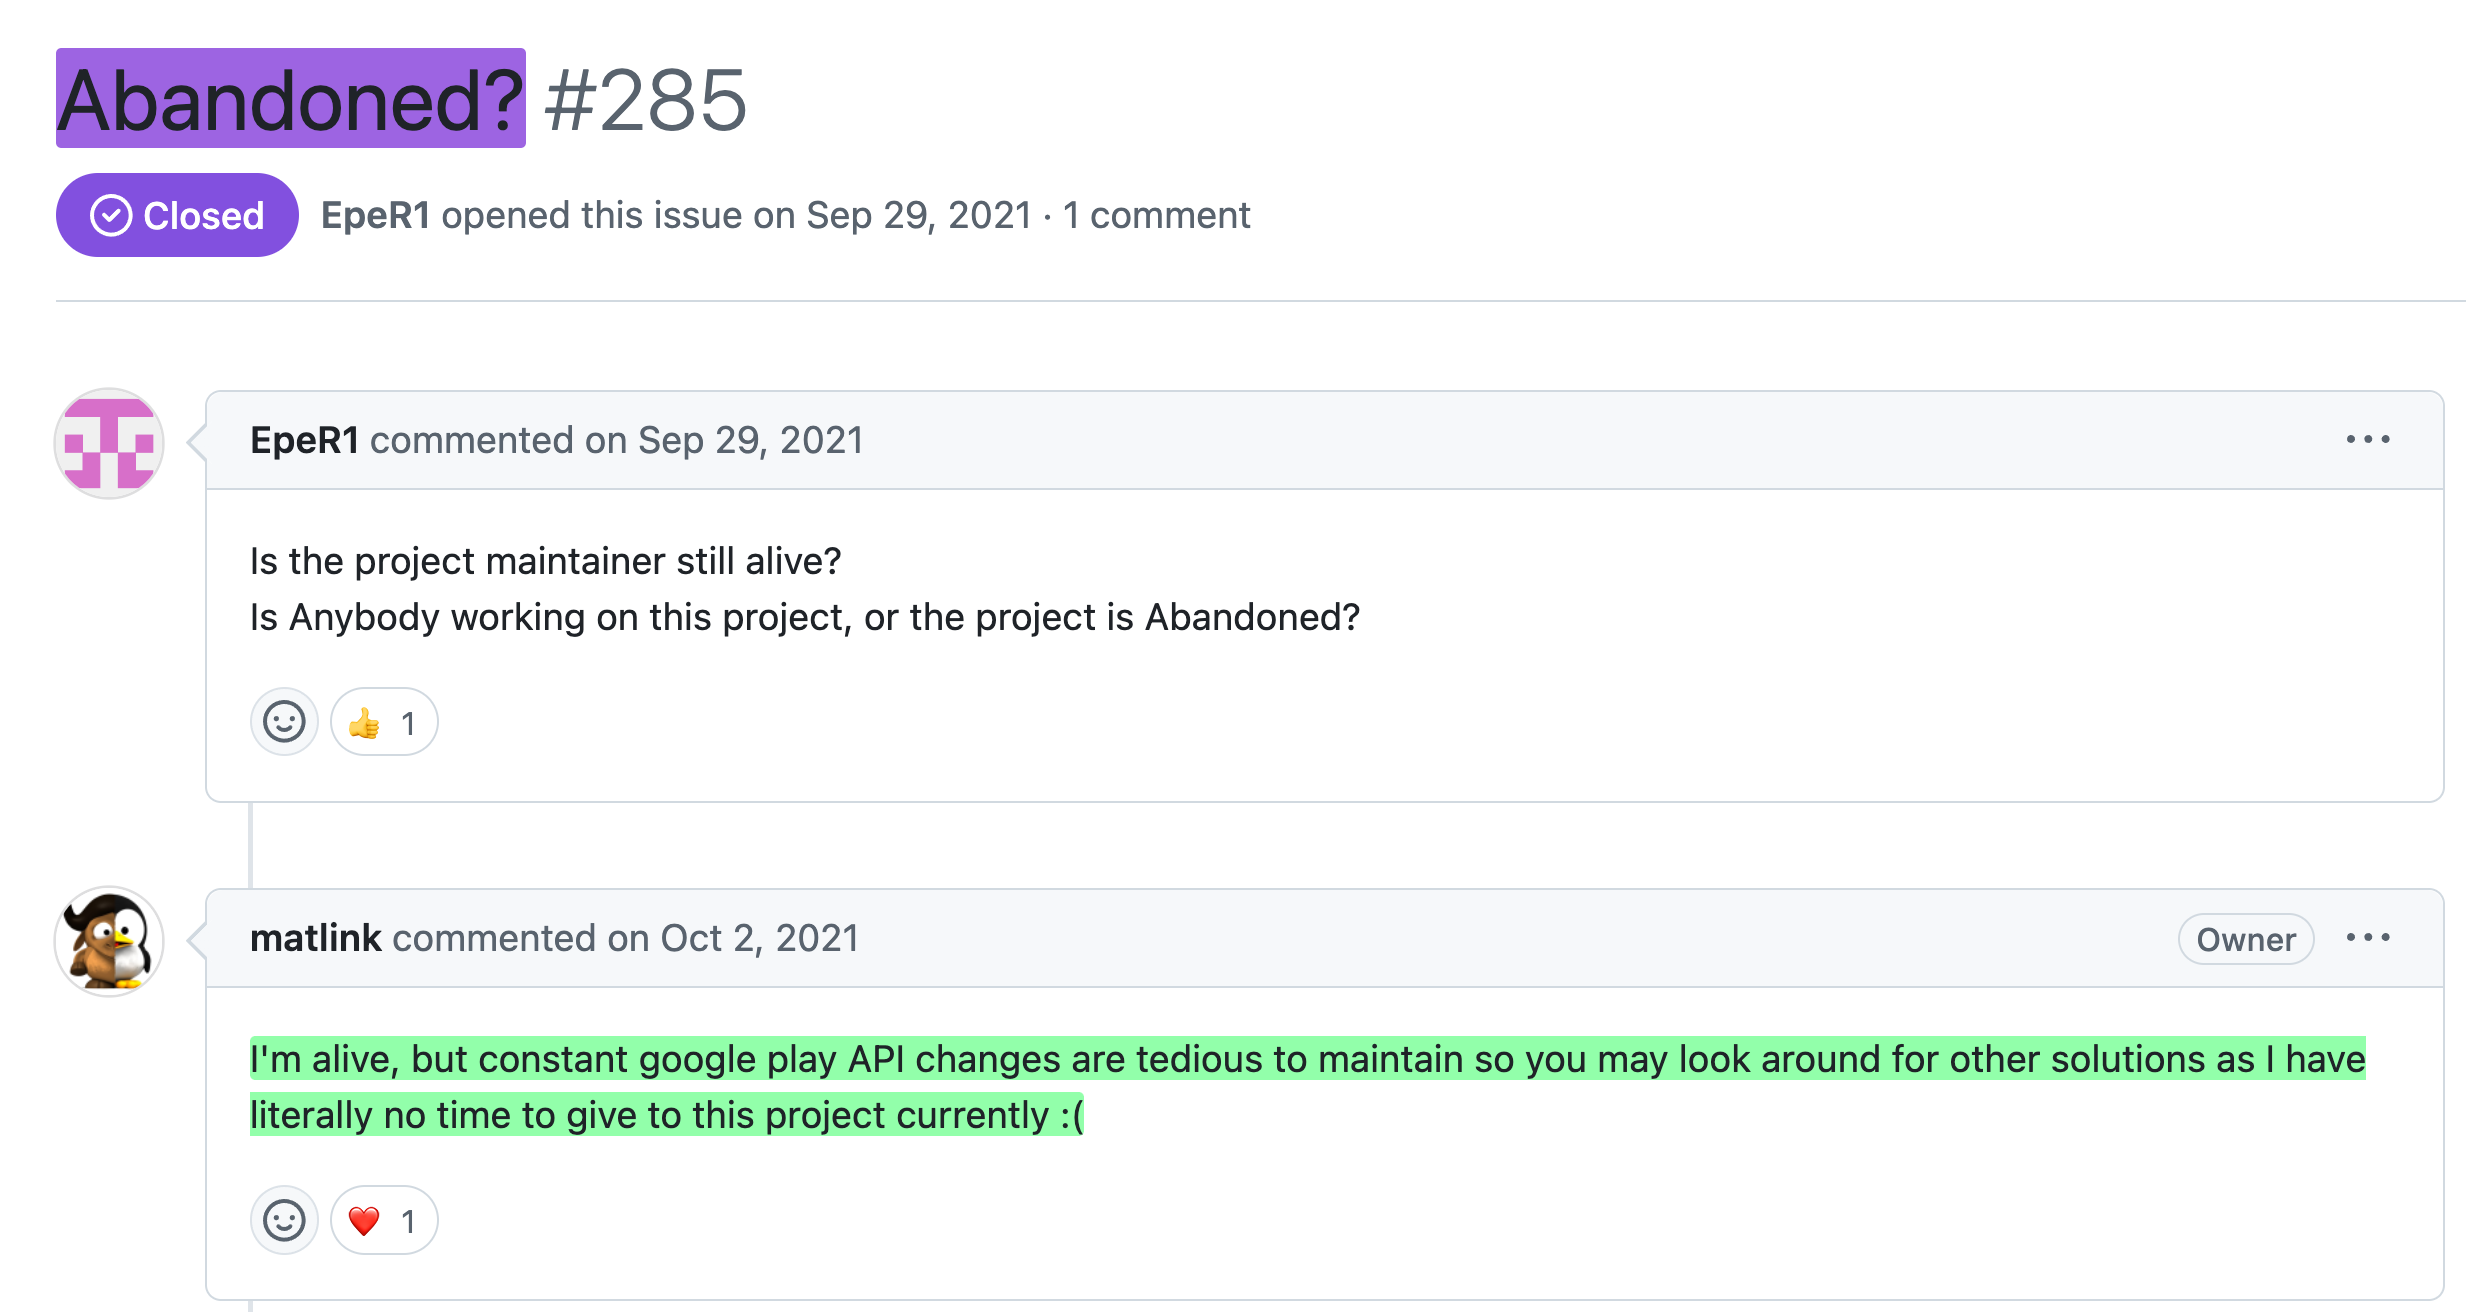 Abandoned? #285
Closed EpeR1 opened this issue on Sep 29, 2021 · 1 comment
EpeR1 commented on Sep 29, 2021
Is the project maintainer still alive?
Is Anybody working on this project, or the project is Abandoned?
👍 1
matlink commented on Oct 2, 2021 Owner
I'm alive, but constant google play API changes are tedious to maintain so you may look around for other solutions as I have
literally no time to give to this project currently :(
❤️ 1